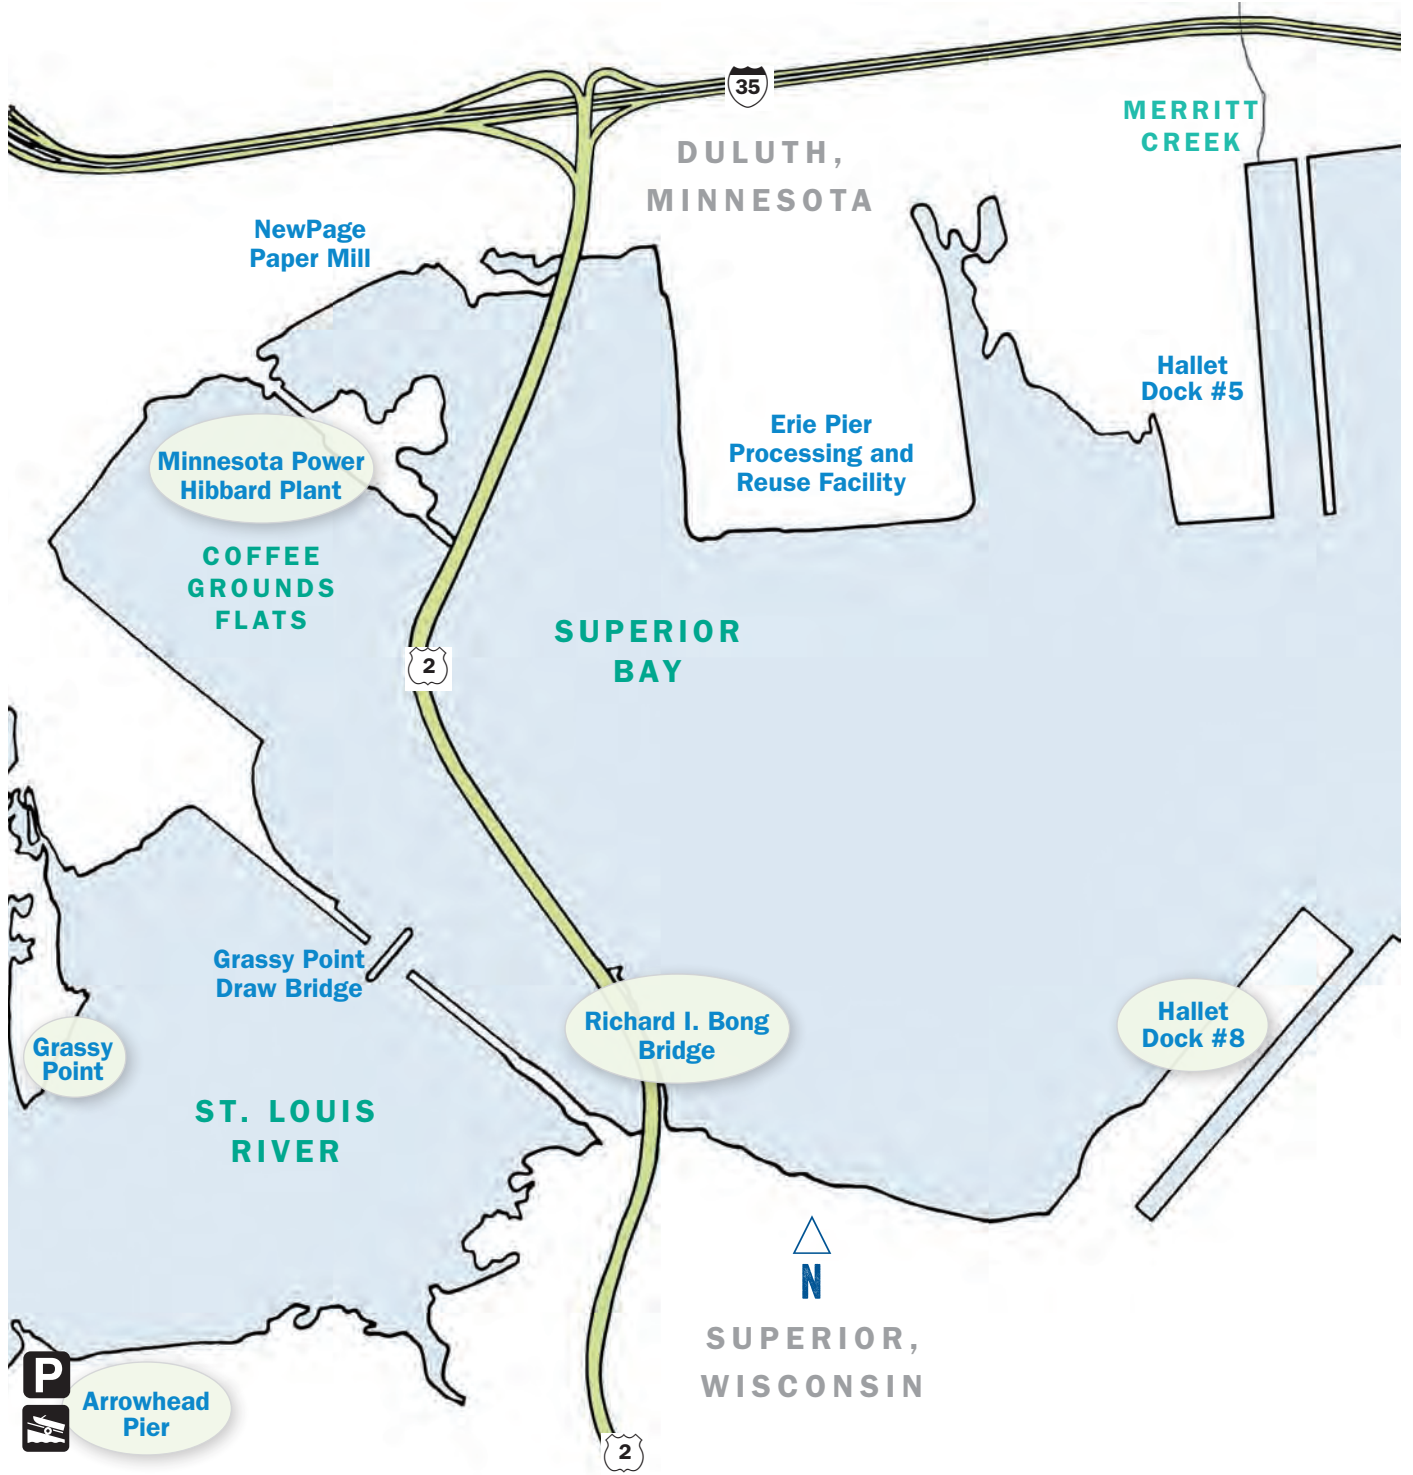 35
MERRITT
CREEK
DULUTH,
MINNESOTA
NewPage
Paper Mill
Hallet
Dock #5
Erie Pier
Processing and
Reuse Facility
Minnesota Power
Hibbard Plant
COFFEE
GROUNDS
FLATS
SUPERIOR
BAY
2
Grassy Point
Draw Bridge
Richard I. Bong
Bridge
Hallet
Dock #8
Grassy
Point
ST. LOUIS
RIVER
N
SUPERIOR,
WISCONSIN
P
Arrowhead
Pier
2